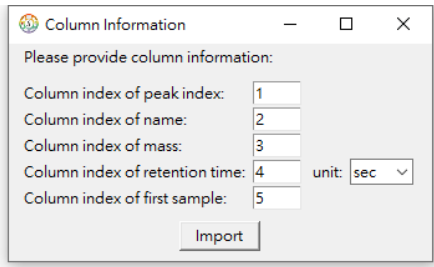 Column Information
Please provide column information:
Column index of peak index: 1
Column index of name: 2
Column index of mass: 3
Column index of retention time: 4 unit: sec
Column index of first sample: 5
Import